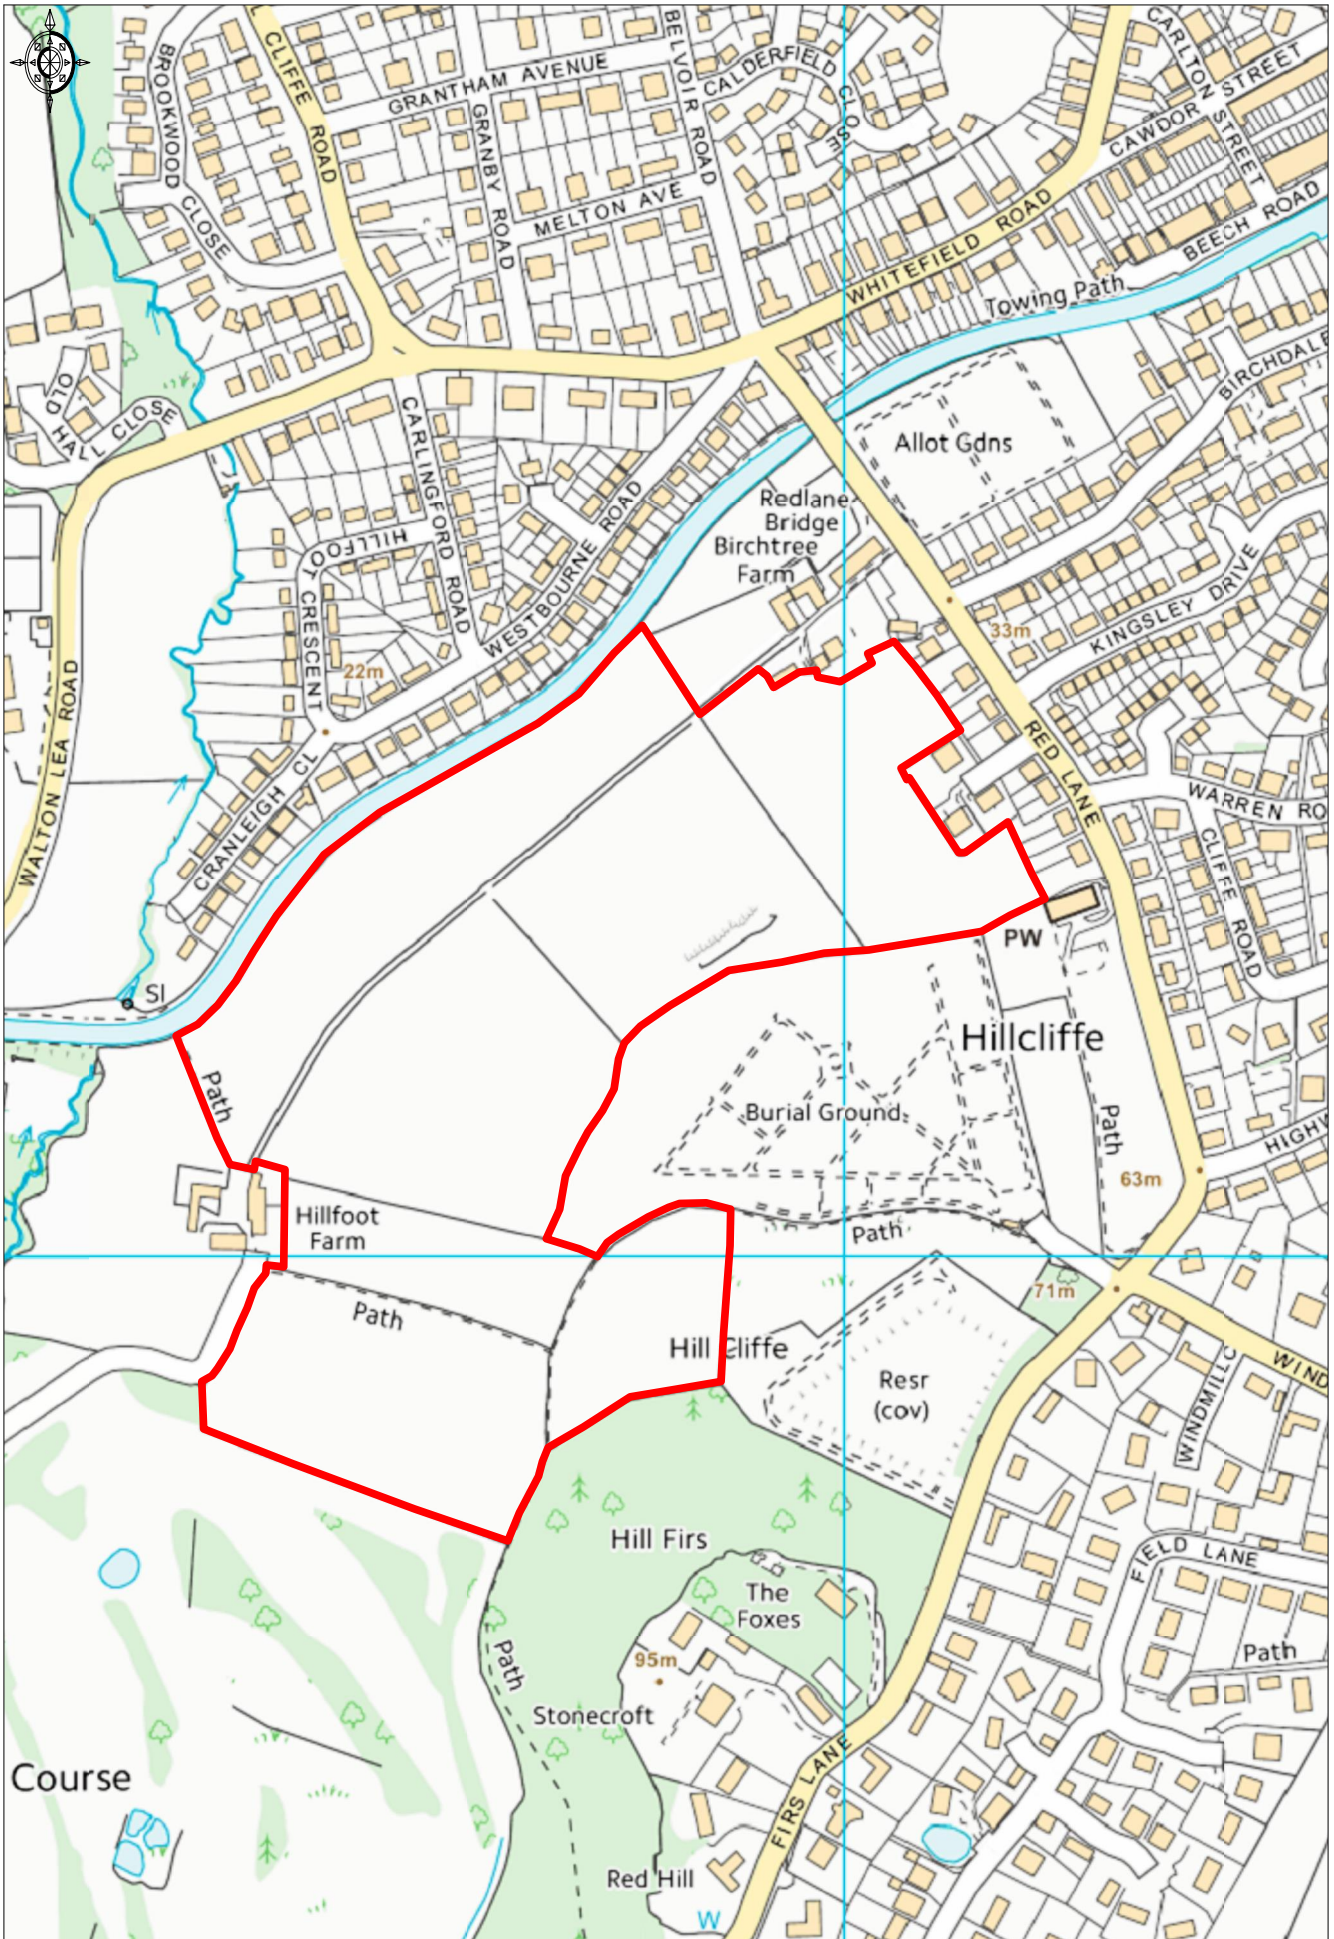 BROOKWOOD CLOSE
CLIFFE ROAD
GRANTHAM AVENUE
GRANBY ROAD
BELVOIR ROAD
CALDERFIELD CLOSE
MELTON AVE
CARLTON STREET
CAWDOR STREET
BEECH ROAD
WHITEFIELD ROAD
Towing Path
BIRCHDALE
OLD HALL CLOSE
CARLINGFORD ROAD
Allot Gdns
Redlane
Bridge
Birchtree
Farm
HILLFOOT CRESCENT
WESTBOURNE ROAD
22m
33m
KINGSLEY DRIVE
WALTON LEA ROAD
CRANLEIGH CL
RED LANE
WARREN RO
CLIFFE ROAD
PW
SI
Hillcliffe
Path
Burial Ground
Path
HIGHW
63m
Hillfoot
Farm
Path
Path
71m
Hill Cliffe
Resr
(cov)
WIND
WINDMILL
Hill Firs
FIELD LANE
The
Foxes
Path
Path
95m
Stonecroft
Course
FIRS LANE
Red Hill
W